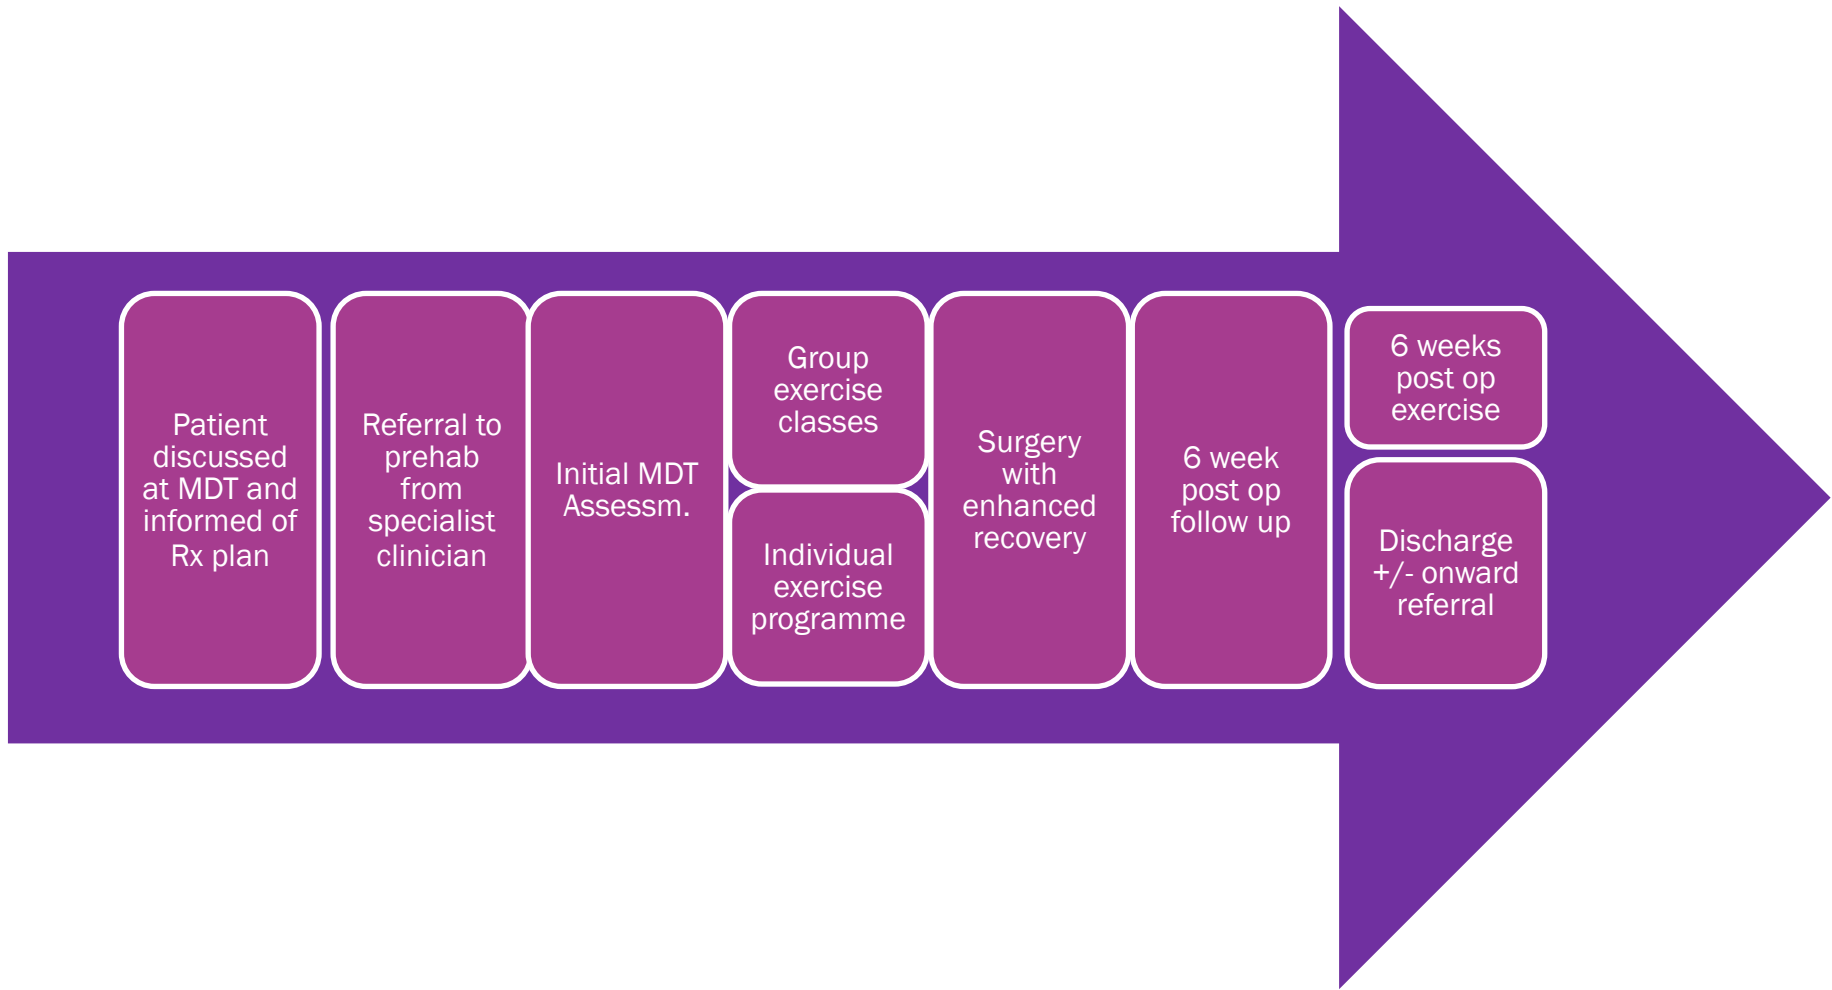 Patient
discussed
at MDT and
informed of
Rx plan
Referral to
prehab
from
specialist
clinician
Initial MDT
Assessm.
Group
exercise
classes
Individual
exercise
programme
Surgery
with
enhanced
recovery
6 week
post op
follow up
6 weeks
post op
exercise
Discharge
+/- onward
referral